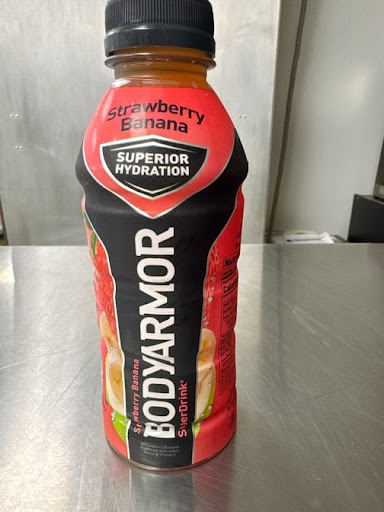 Strawberry
Banana
SUPERIOR
HYDRATION
BODYARMOR
Strawberry Banana
SuperDrink